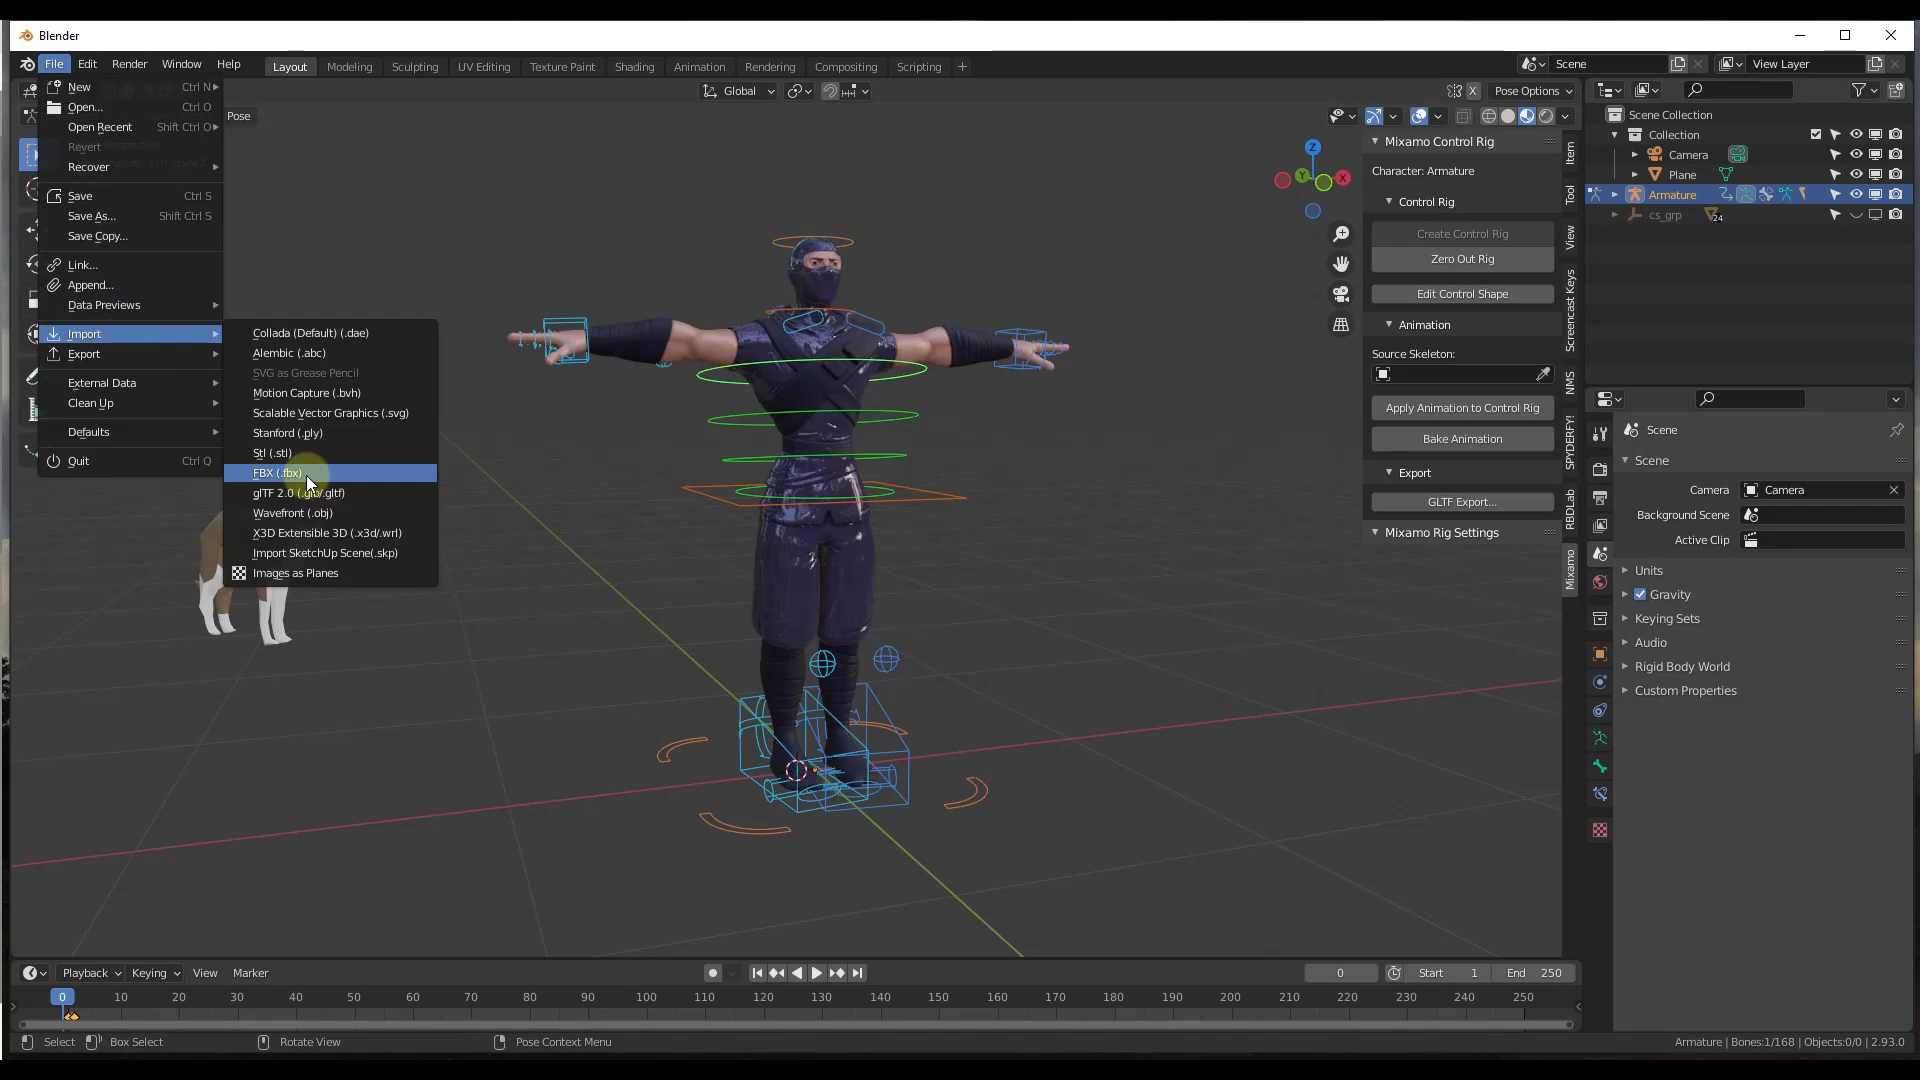 Blender
File Edit Render Window Help
Layout Modeling Sculpting UV Editing Texture Paint Shading Animation Rendering Compositing Scripting +
Scene
View Layer
New Ctrl N
Open... Ctrl O
Open Recent Shift Ctrl O
Revert
Recover
Save Ctrl S
Save As... Shift Ctrl S
Save Copy...
Link...
Append...
Data Previews
Import
Export
External Data
Clean Up
Defaults
Quit Ctrl Q
Collada (Default) (.dae)
Alembic (.abc)
SVG as Grease Pencil
Motion Capture (.bvh)
Scalable Vector Graphics (.svg)
Stanford (.ply)
Stl (.stl)
FBX (.fbx)
glTF 2.0 (.glb/.gltf)
Wavefront (.obj)
X3D Extensible 3D (.x3d/.wrl)
Import SketchUp Scene(.skp)
Images as Planes
Pose
Global
X
Pose Options
Z
Y
X
Mixamo Control Rig
Character: Armature
Control Rig
Create Control Rig
Zero Out Rig
Edit Control Shape
Animation
Source Skeleton:
Apply Animation to Control Rig
Bake Animation
Export
GLTF Export...
Mixamo Rig Settings
Item
Tool
View
Screencast Keys
NMS
SPYDERFY!
RBDLab
Mixamo
Scene Collection
Collection
Camera
Plane
Armature
cs_grp 24
Scene
Scene
Camera Camera
Background Scene
Active Clip
Units
Gravity
Keying Sets
Audio
Rigid Body World
Custom Properties
Playback Keying View Marker
0 Start 1 End 250
0 10 20 30 40 50 60 70 80 90 100 110 120 130 140 150 160 170 180 190 200 210 220 230 240 250
Select Box Select Rotate View Pose Context Menu
Armature | Bones:1/168 | Objects:0/0 | 2.93.0